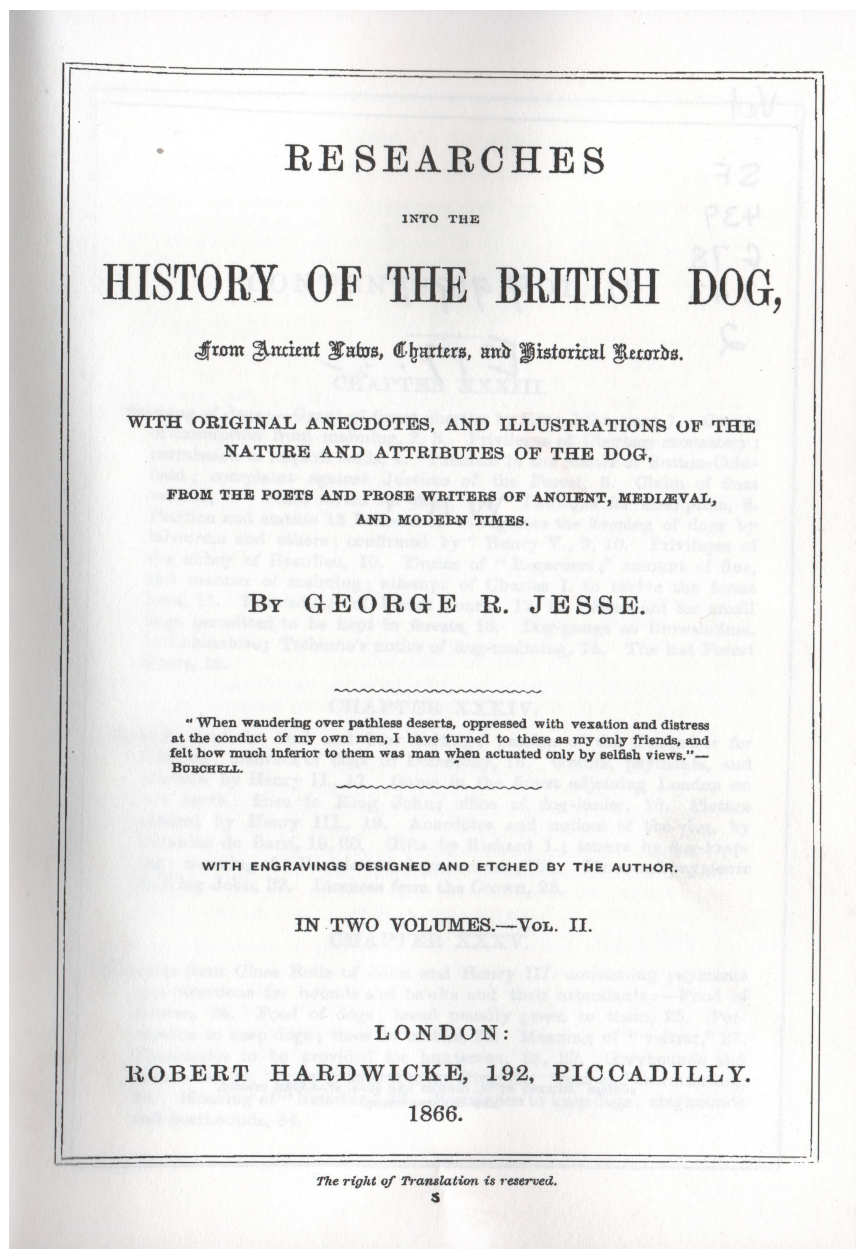 RESEARCHES
INTO THE
HISTORY OF THE BRITISH DOG,
From Ancient Laws, Charters, and Historical Records.
WITH ORIGINAL ANECDOTES, AND ILLUSTRATIONS OF THE
NATURE AND ATTRIBUTES OF THE DOG,
FROM THE POETS AND PROSE WRITERS OF ANCIENT, MEDIÆVAL,
AND MODERN TIMES.
BY GEORGE R. JESSE.
“ When wandering over pathless deserts, oppressed with vexation and distress
at the conduct of my own men, I have turned to these as my only friends, and
felt how much inferior to them was man when actuated only by selfish views.”—
BURCHELL.
WITH ENGRAVINGS DESIGNED AND ETCHED BY THE AUTHOR.
IN TWO VOLUMES.—VOL. II.
LONDON:
ROBERT HARDWICKE, 192, PICCADILLY.
1866.
The right of Translation is reserved.
S